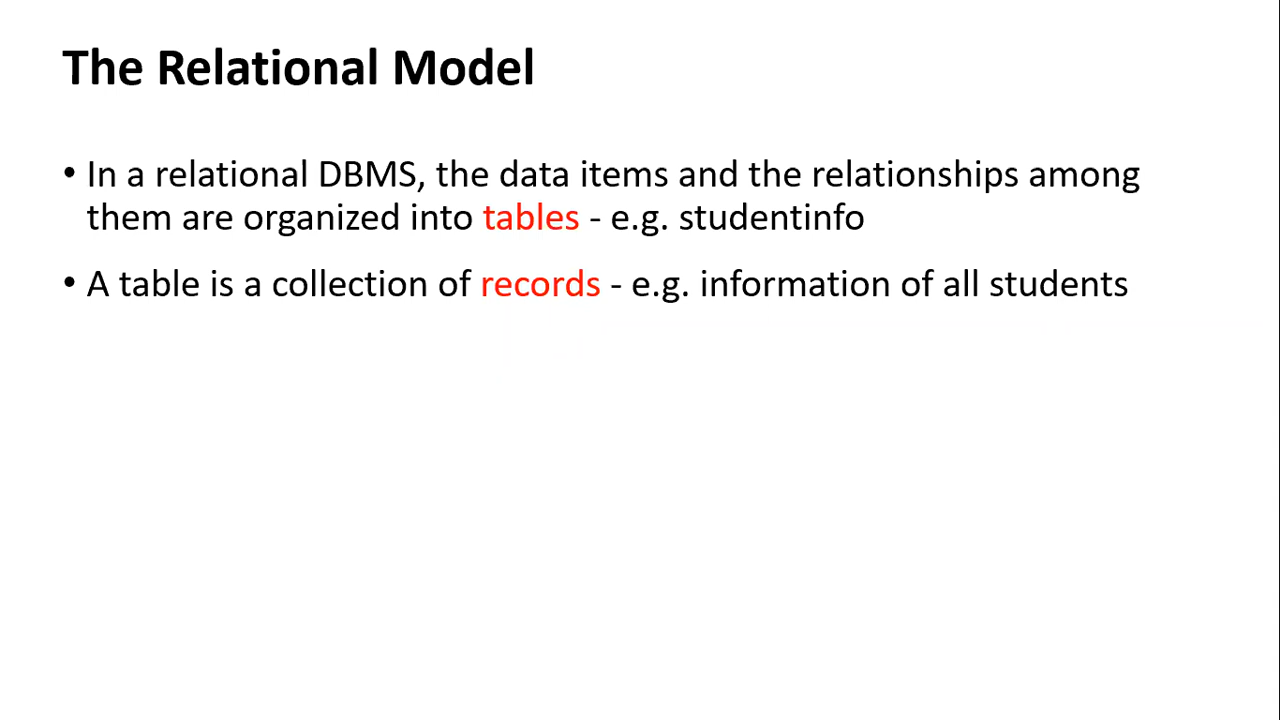 The Relational Model
• In a relational DBMS, the data items and the relationships among
them are organized into tables - e.g. studentinfo
• A table is a collection of records - e.g. information of all students